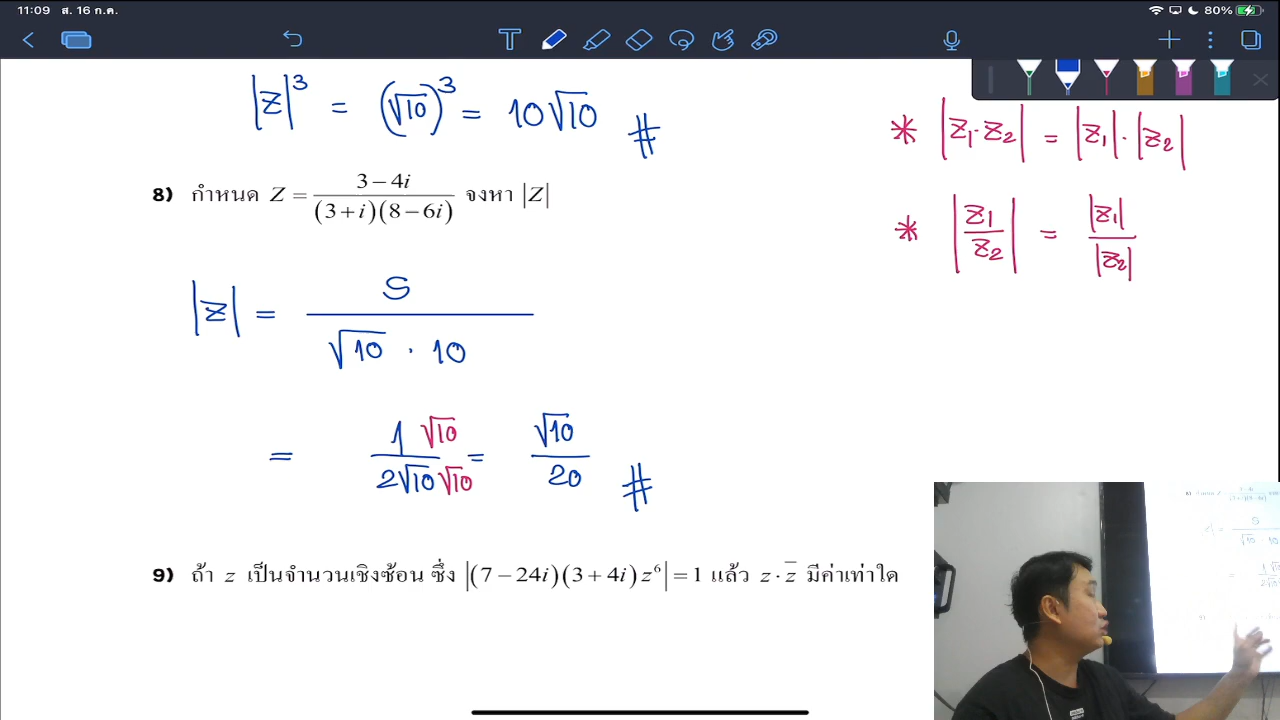 11:09 ส. 16 ก.ค. 80%
|z|³ = (√10)³ = 10√10 #
* |z₁·z₂| = |z₁|·|z₂|
8) กำหนด Z = (3−4i)/((3+i)(8−6i)) จงหา |Z|
* |z₁/z₂| = |z₁|/|z₂|
|z| = 5/(√10 · 10)
= 1√10/(2√10√10) = √10/20 #
9) ถ้า z เป็นจำนวนเชิงซ้อน ซึ่ง |(7−24i)(3+4i)z⁶| = 1 แล้ว z·z̄ มีค่าเท่าใด